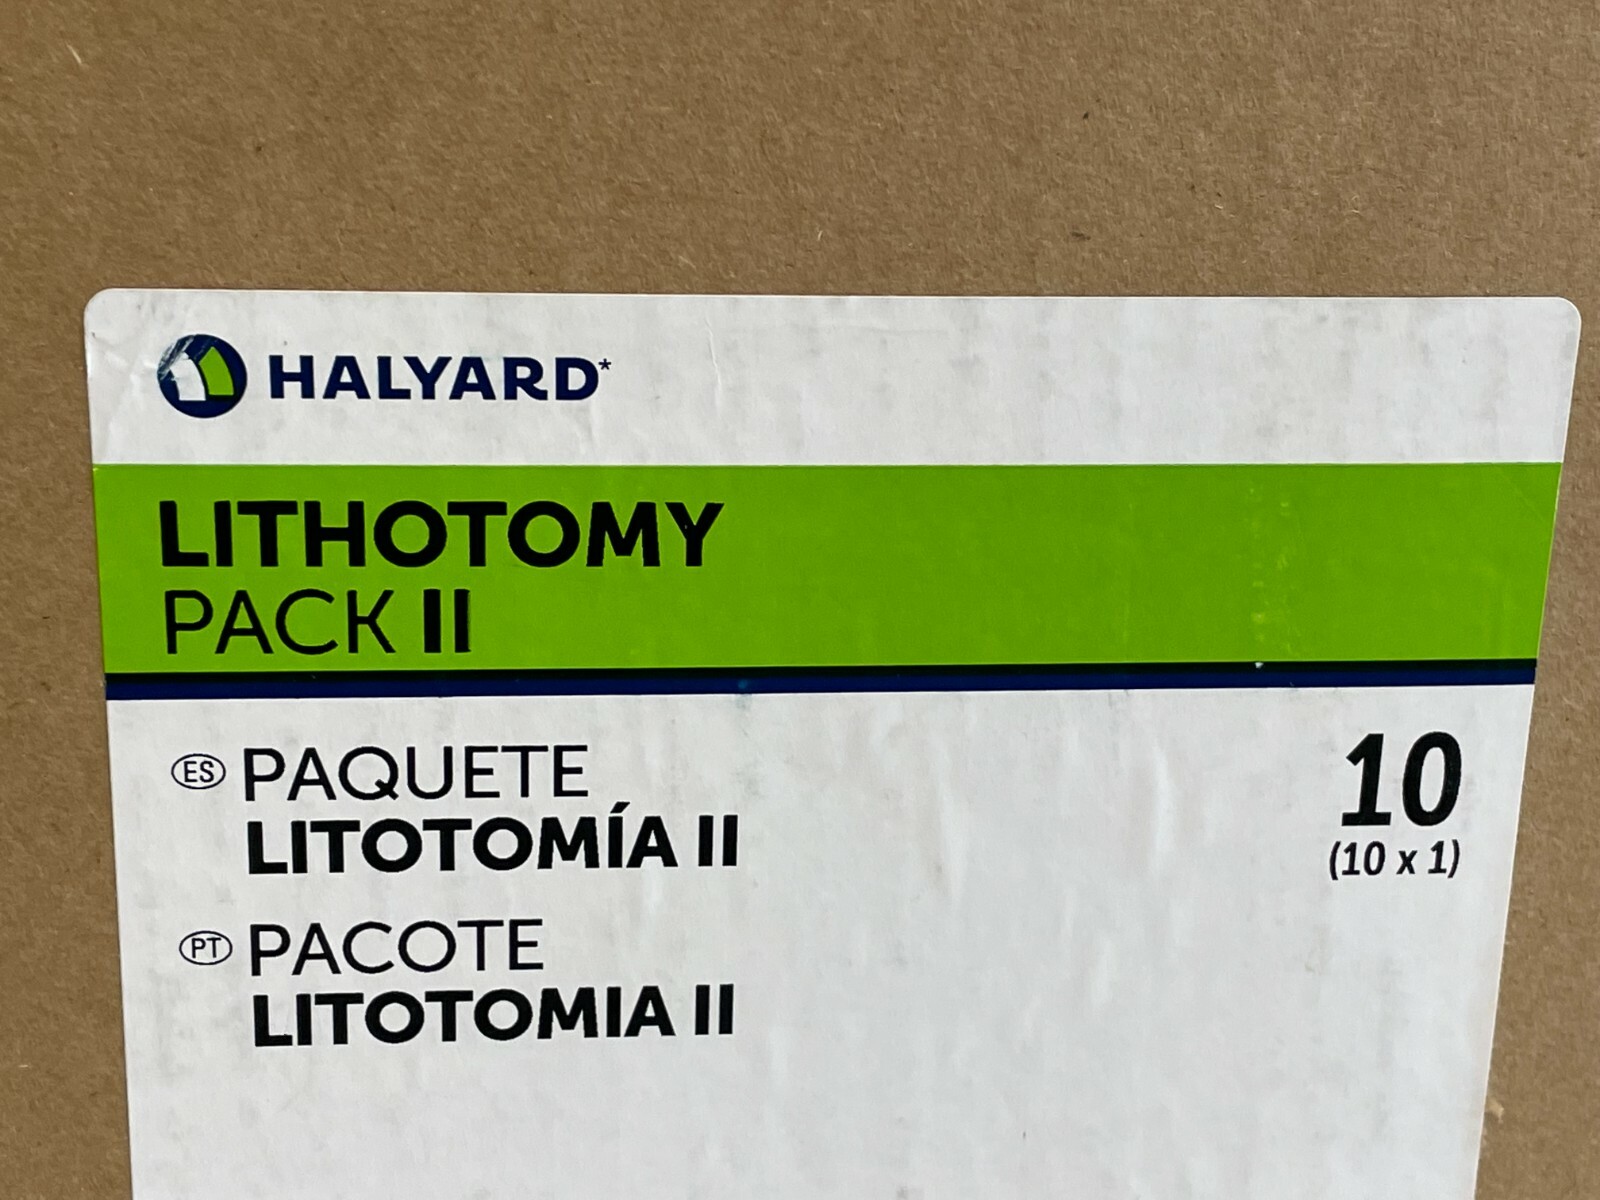 HALYARD*
LITHOTOMY
PACK II
ES PAQUETE
LITOTOMÍA II
10
(10 x 1)
PT PACOTE
LITOTOMIA II